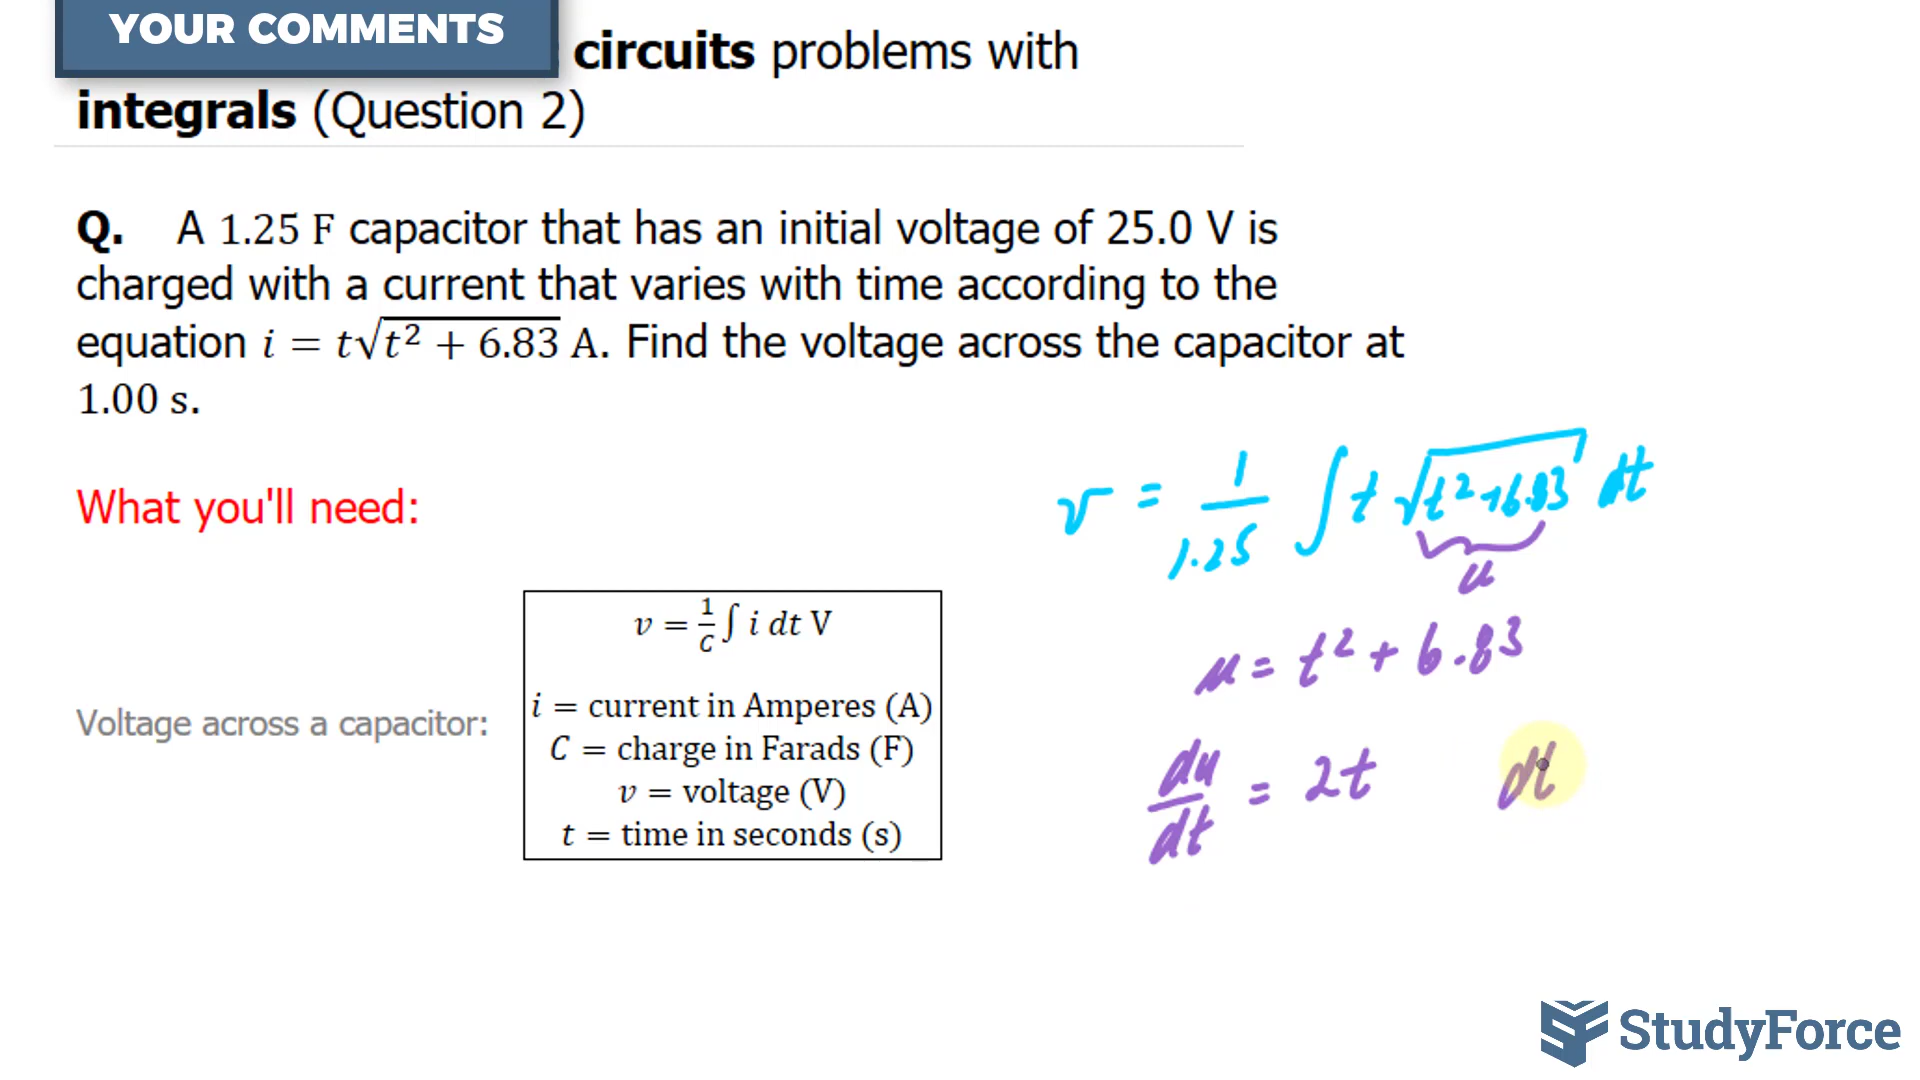 YOUR COMMENTS
circuits problems with
integrals (Question 2)
Q. A 1.25 F capacitor that has an initial voltage of 25.0 V is
charged with a current that varies with time according to the
equation i = t√(t² + 6.83) A. Find the voltage across the capacitor at
1.00 s.
What you'll need:
v = 1/1.25 ∫ t √(t²+6.83) dt
u
u = t² + 6.83
du/dt = 2t dt
Voltage across a capacitor:
v = 1/C ∫ i dt V
i = current in Amperes (A)
C = charge in Farads (F)
v = voltage (V)
t = time in seconds (s)
StudyForce